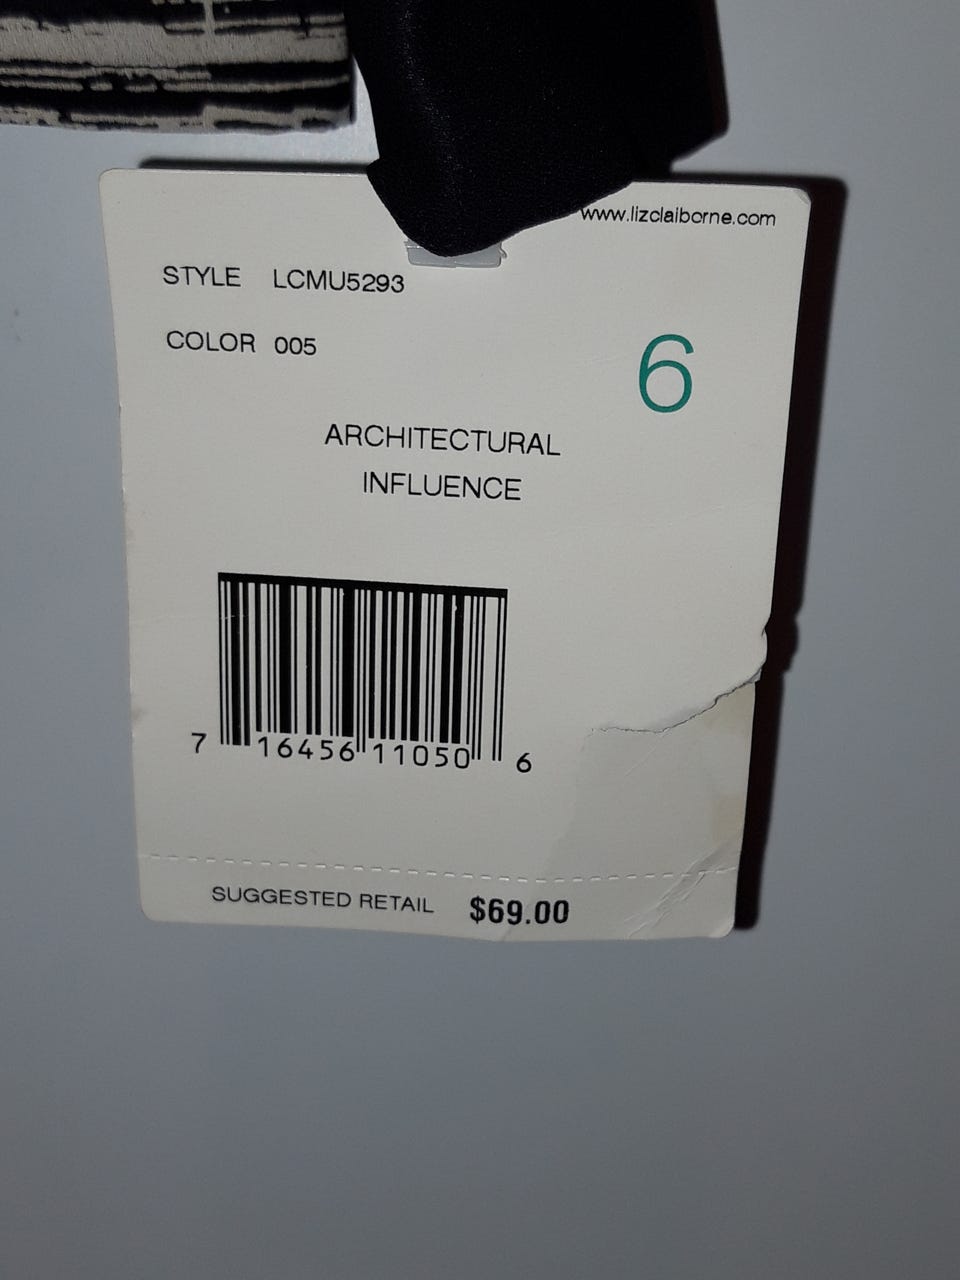 www.lizclaiborne.com
STYLE LCMU5293
COLOR 005
6
ARCHITECTURAL
INFLUENCE
7 16456 11050 6
SUGGESTED RETAIL $69.00